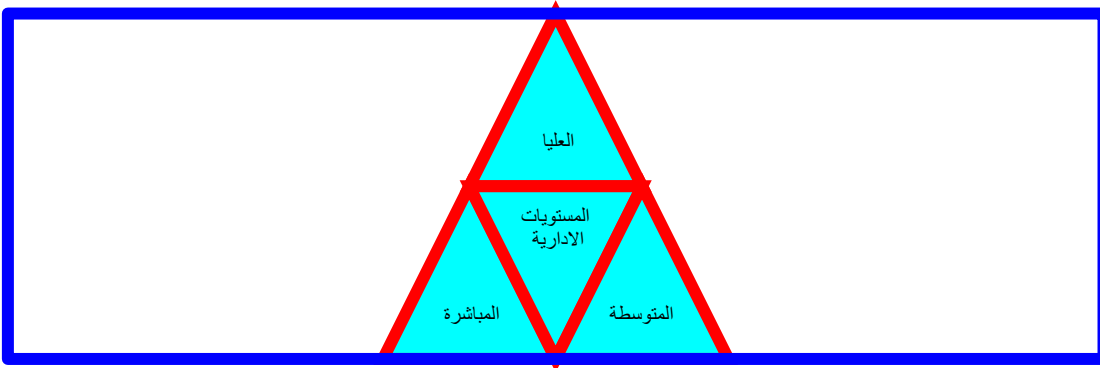 العليا
المستويات
الادارية
المتوسطة
المباشرة